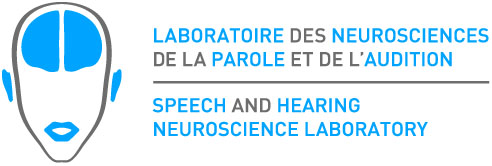 LABORATOIRE DES NEUROSCIENCES
DE LA PAROLE ET DE L'AUDITION
SPEECH AND HEARING
NEUROSCIENCE LABORATORY